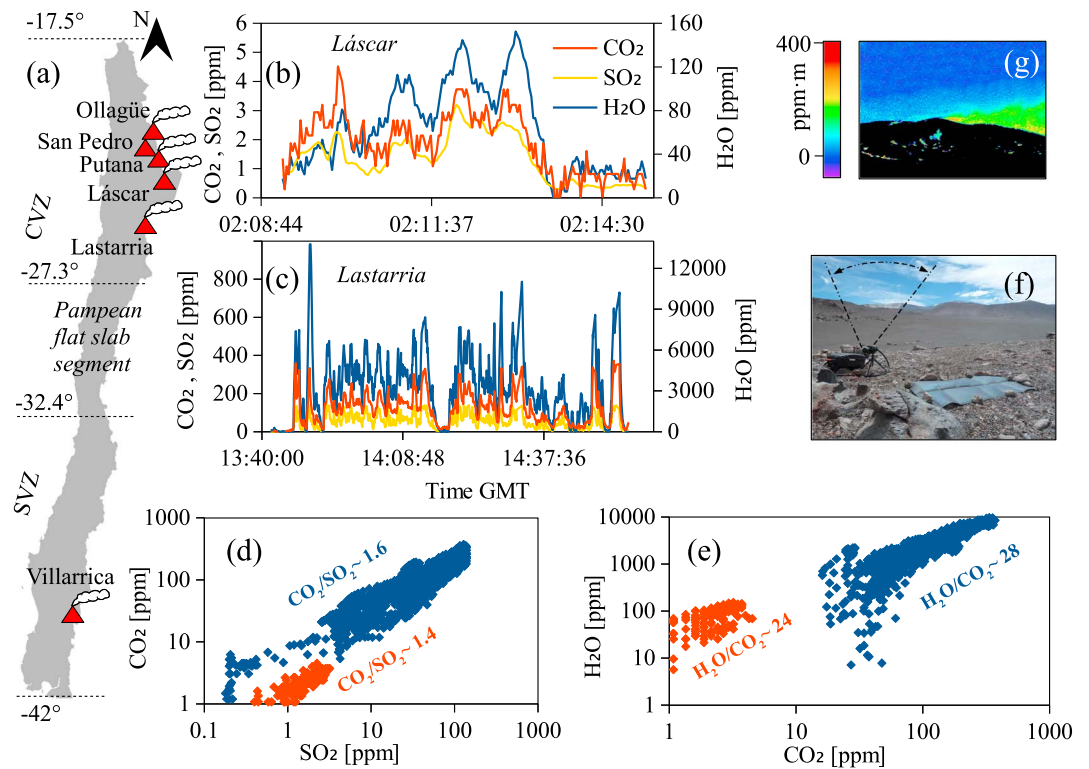 -17.5°
N
(a)
Ollagüe
San Pedro
Putana
Láscar
CVZ
Lastarria
-27.3°
Pampean
flat slab
segment
-32.4°
SVZ
Villarrica
-42°
CO₂ , SO₂ [ppm]
6
5
4
3
2
1
0
(b)
Láscar
CO₂
SO₂
H₂O
160
120
80
40
0
H₂O [ppm]
02:08:44
02:11:37
02:14:30
CO₂ , SO₂ [ppm]
800
600
400
200
0
(c)
Lastarria
12000
9000
6000
3000
0
H₂O [ppm]
13:40:00
14:08:48
14:37:36
Time GMT
CO₂ [ppm]
1000
100
10
1
(d)
CO₂/SO₂~ 1.6
CO₂/SO₂~ 1.4
0.1
1
10
100
1000
SO₂ [ppm]
H₂O [ppm]
10000
1000
100
10
1
(e)
H₂O/CO₂~ 28
H₂O/CO₂~ 24
1
10
100
1000
CO₂ [ppm]
400
ppm·m
0
(g)
(f)